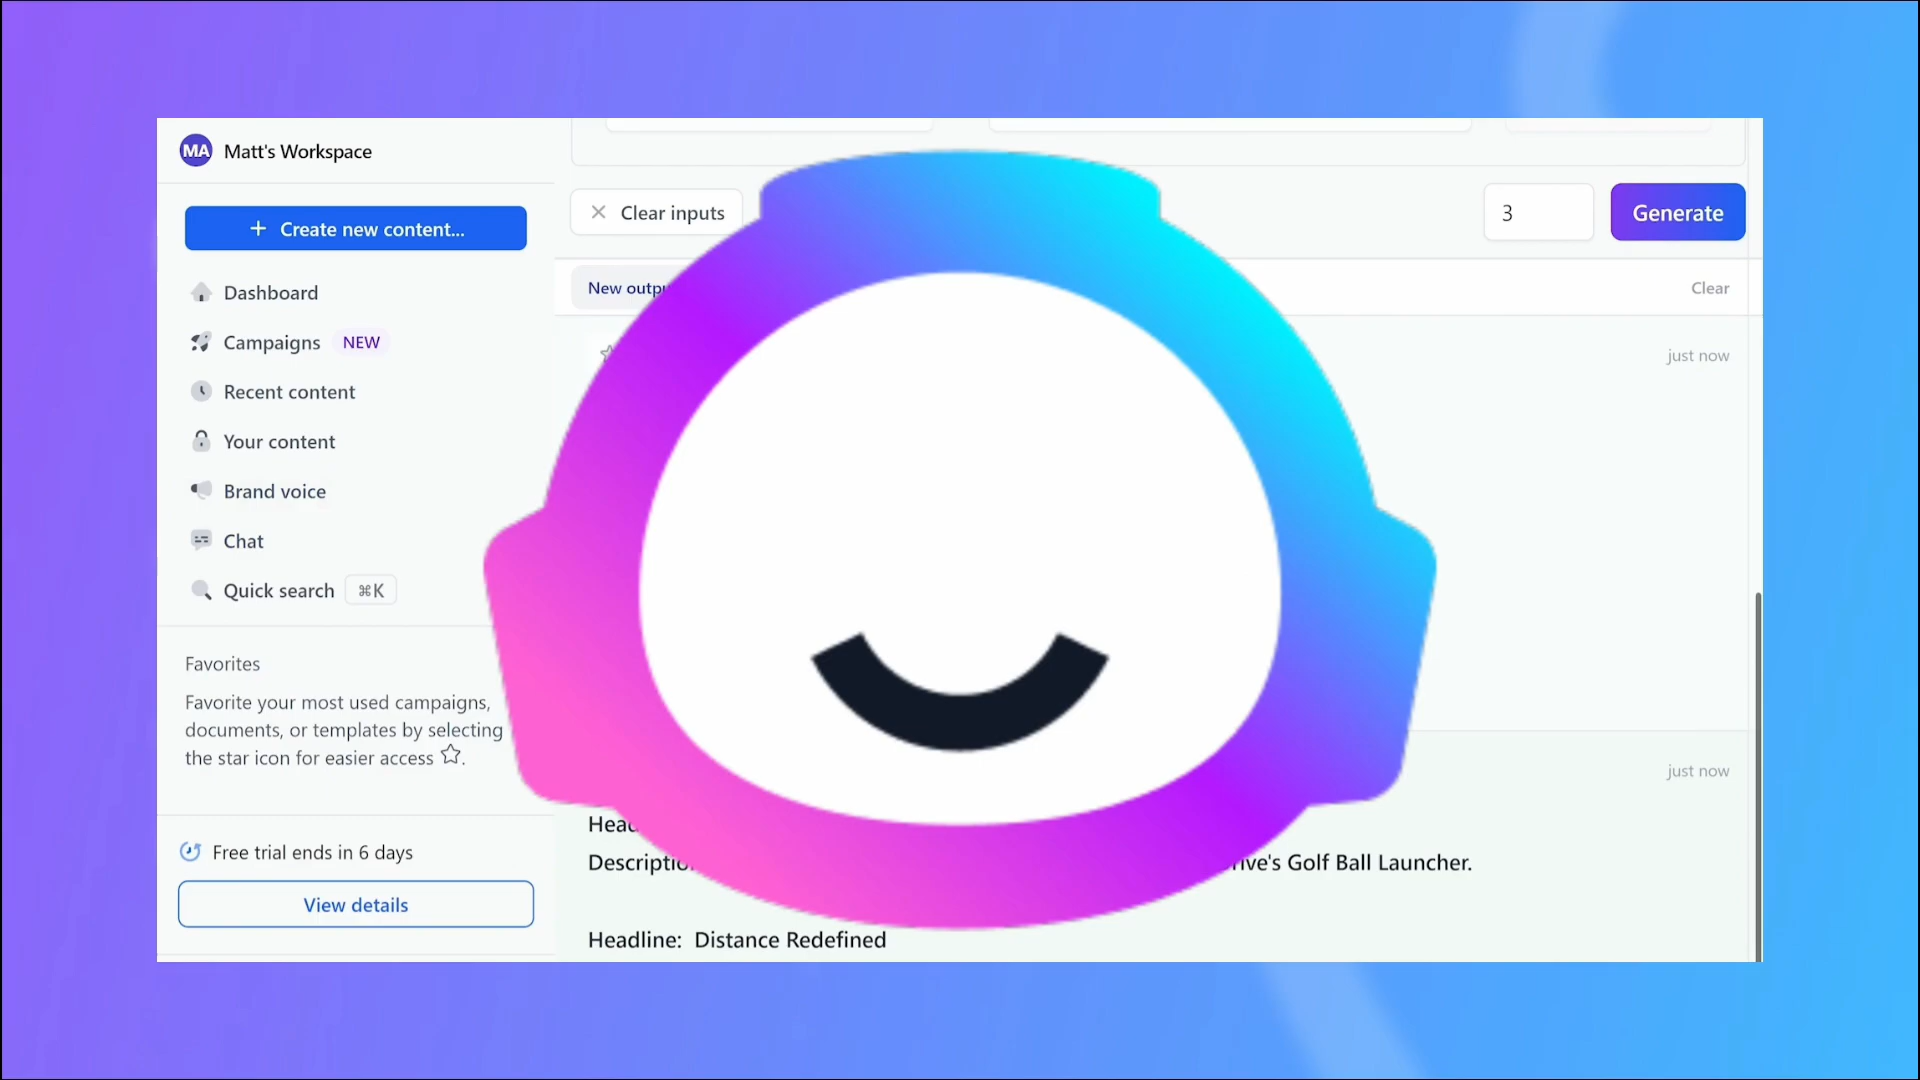 MA Matt's Workspace
+ Create new content...
Dashboard
Campaigns NEW
Recent content
Your content
Brand voice
Chat
Quick search ⌘K
Favorites
Favorite your most used campaigns,
documents, or templates by selecting
the star icon for easier access ☆.
Free trial ends in 6 days
View details
× Clear inputs
3
Generate
New
Clear
just now
just now
Golf Ball Launcher.
Headline: Distance Redefined